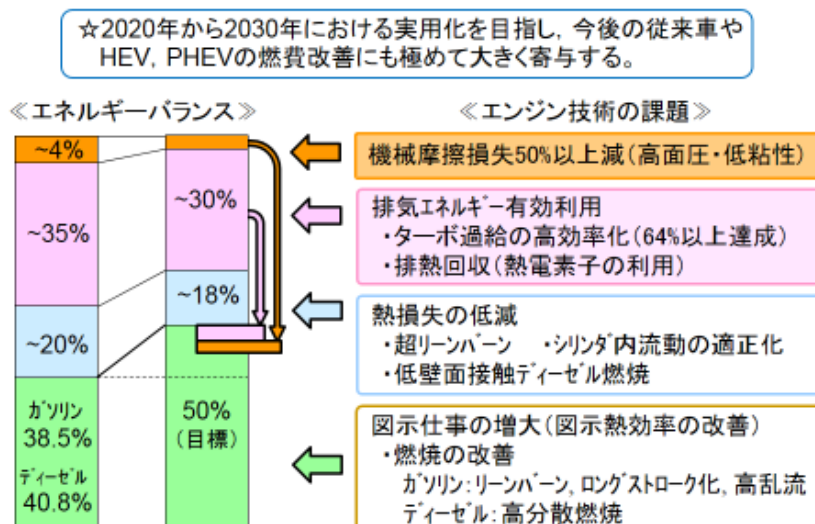 ☆2020年から2030年における実用化を目指し, 今後の従来車や
HEV, PHEVの燃費改善にも極めて大きく寄与する。
≪エネルギーバランス≫
≪エンジン技術の課題≫
~4%
~35%
~20%
ガソリン
38.5%
ディーゼル
40.8%
~30%
~18%
50%
(目標)
機械摩擦損失50%以上減(高面圧・低粘性)
排気エネルギー有効利用
・ターボ過給の高効率化(64%以上達成)
・排熱回収(熱電素子の利用)
熱損失の低減
・超リーンバーン ・シリンダ内流動の適正化
・低壁面接触ディーゼル燃焼
図示仕事の増大(図示熱効率の改善)
・燃焼の改善
ガソリン:リーンバーン, ロングストローク化, 高乱流
ディーゼル:高分散燃焼